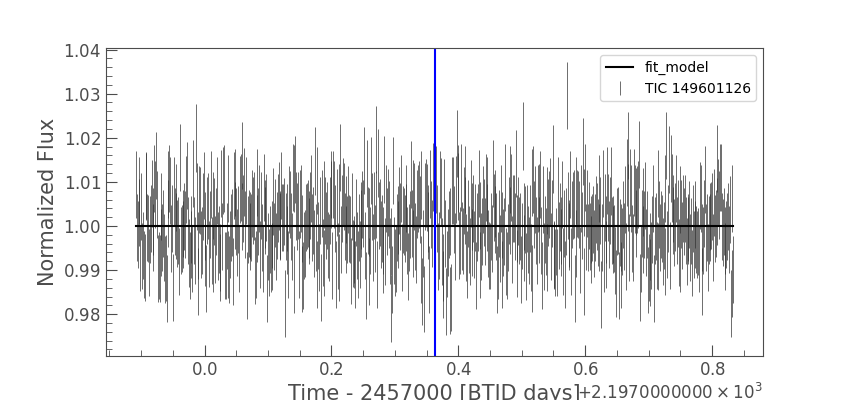 1.04
fit_model
TIC 149601126
1.03
1.02
1.01
1.00
0.99
0.98
Normalized Flux
0.0 0.2 0.4 0.6 0.8
Time - 2457000 [BTJD days]
+2.1970000000 × 10³